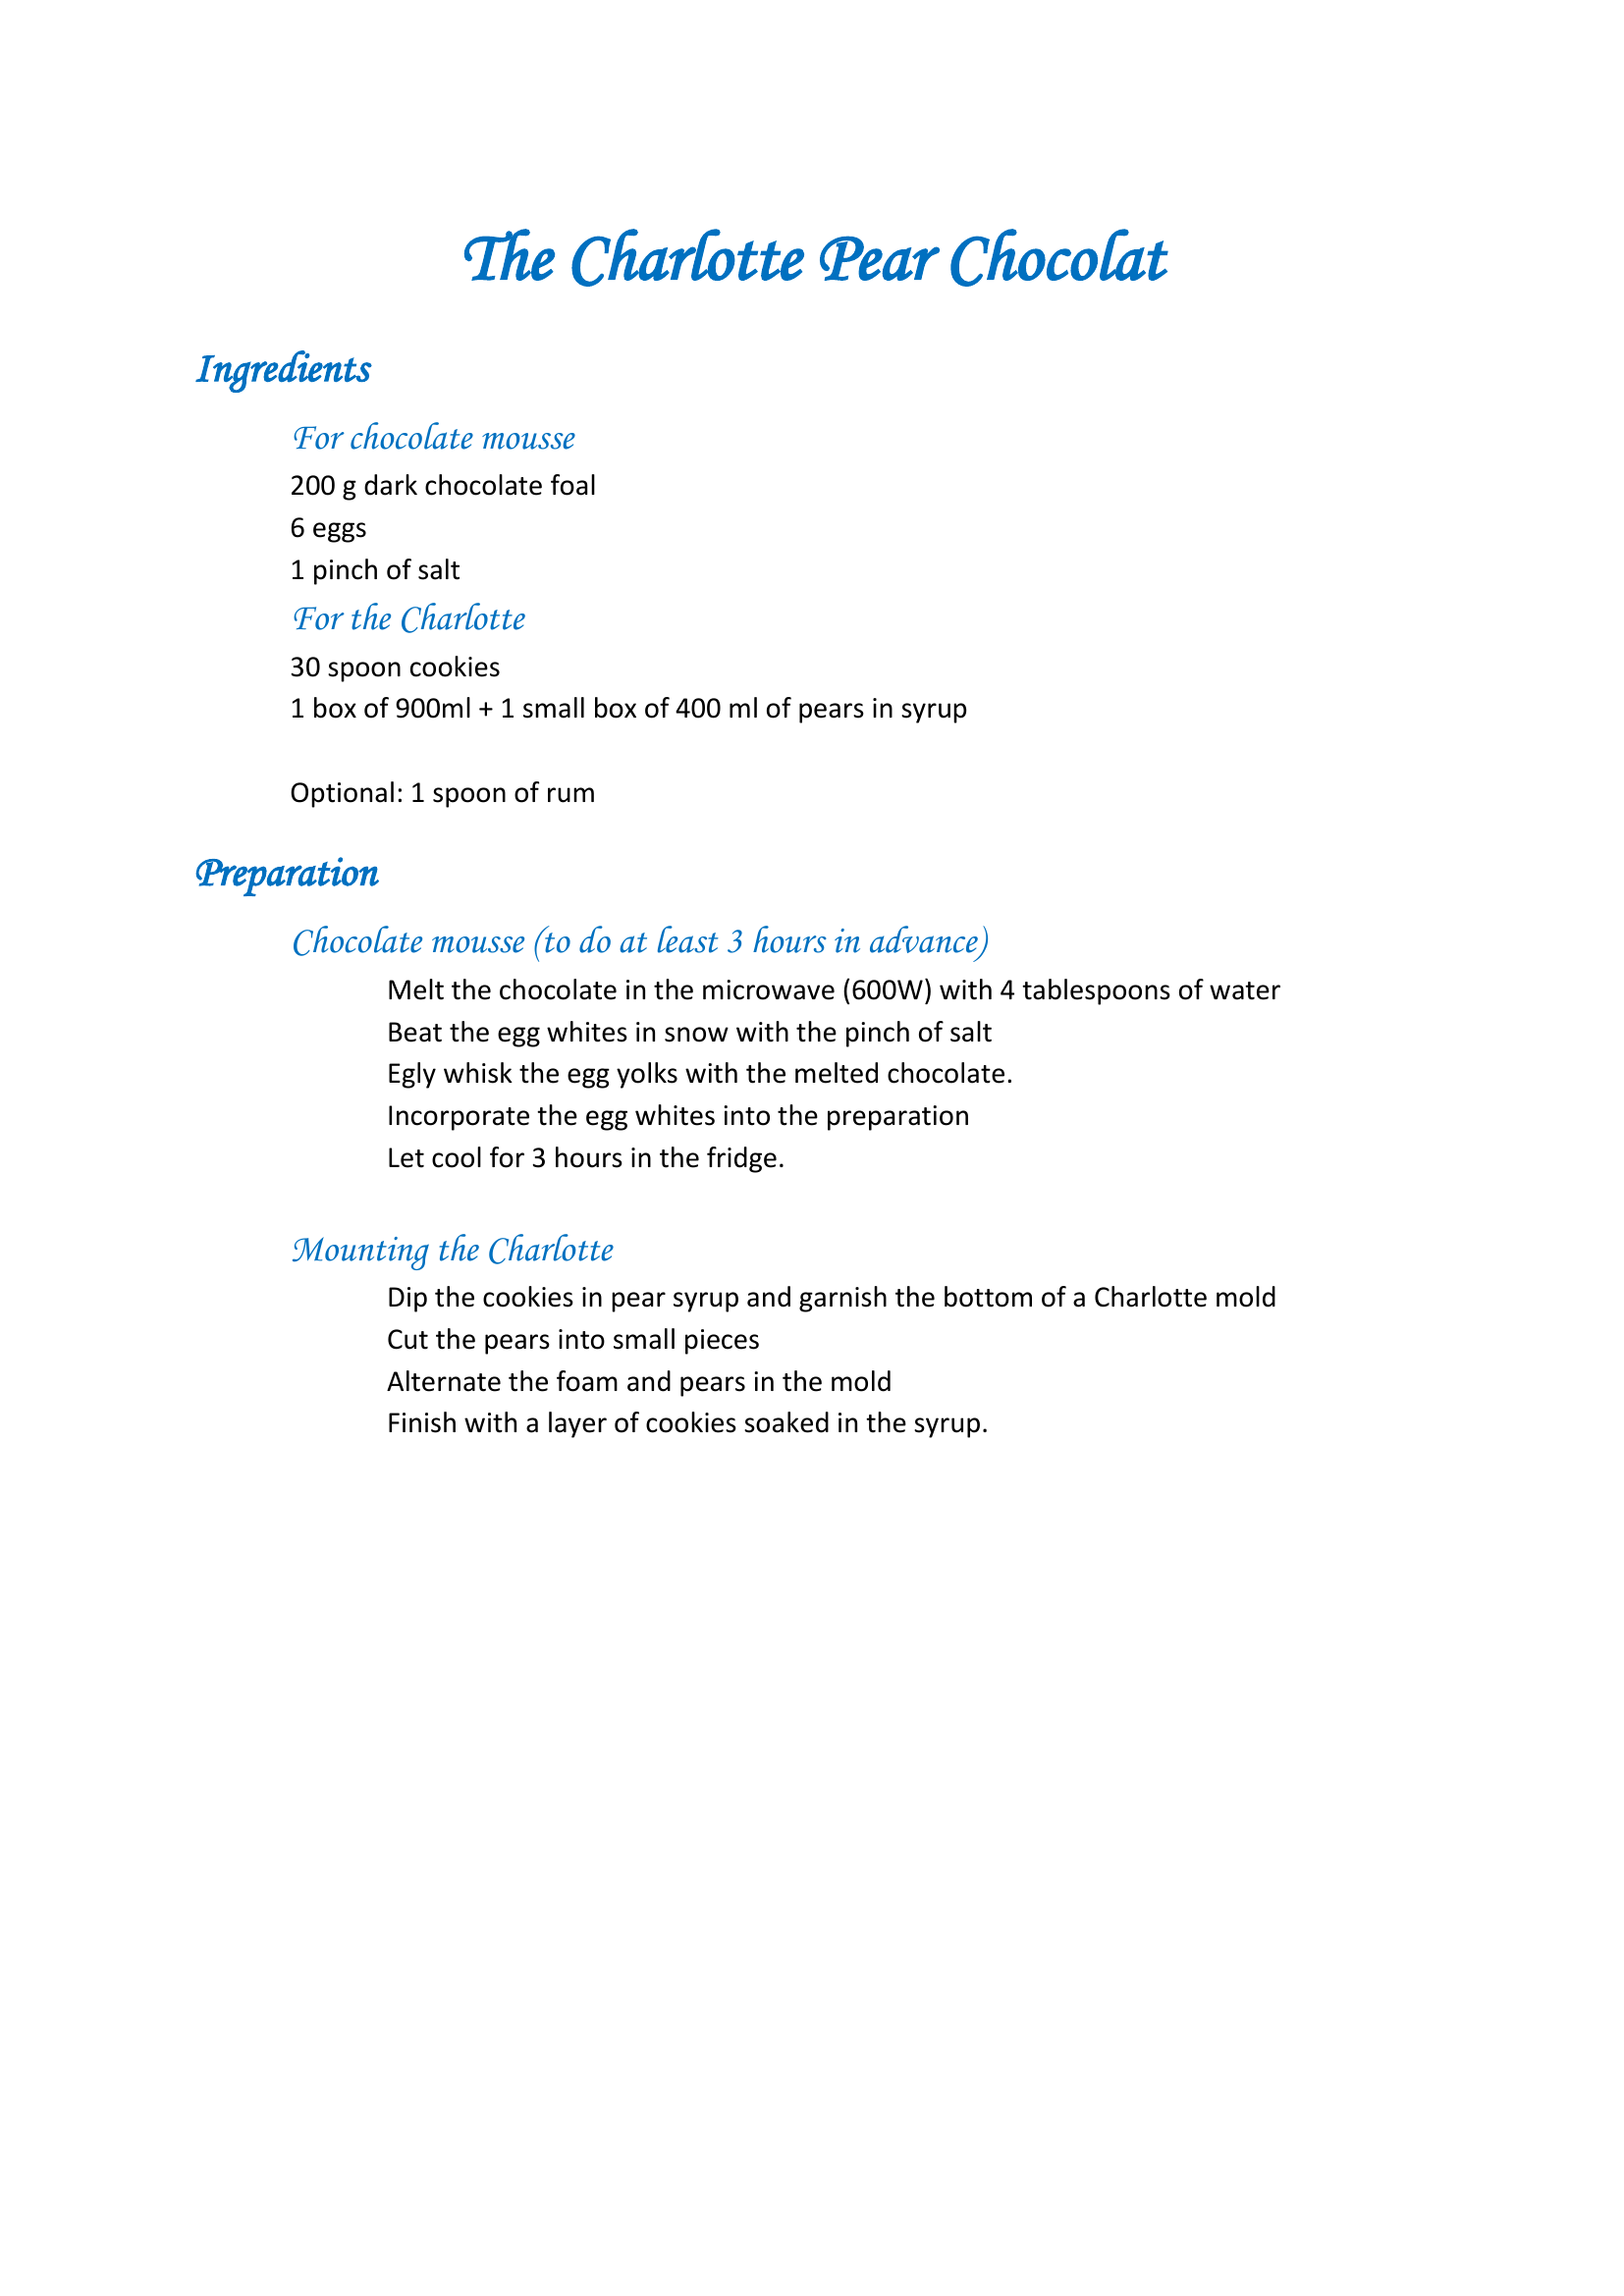 The Charlotte Pear Chocolat
Ingredients
For chocolate mousse
200 g dark chocolate foal
6 eggs
1 pinch of salt
For the Charlotte
30 spoon cookies
1 box of 900ml + 1 small box of 400 ml of pears in syrup
Optional: 1 spoon of rum
Preparation
Chocolate mousse (to do at least 3 hours in advance)
Melt the chocolate in the microwave (600W) with 4 tablespoons of water
Beat the egg whites in snow with the pinch of salt
Egly whisk the egg yolks with the melted chocolate.
Incorporate the egg whites into the preparation
Let cool for 3 hours in the fridge.
Mounting the Charlotte
Dip the cookies in pear syrup and garnish the bottom of a Charlotte mold
Cut the pears into small pieces
Alternate the foam and pears in the mold
Finish with a layer of cookies soaked in the syrup.